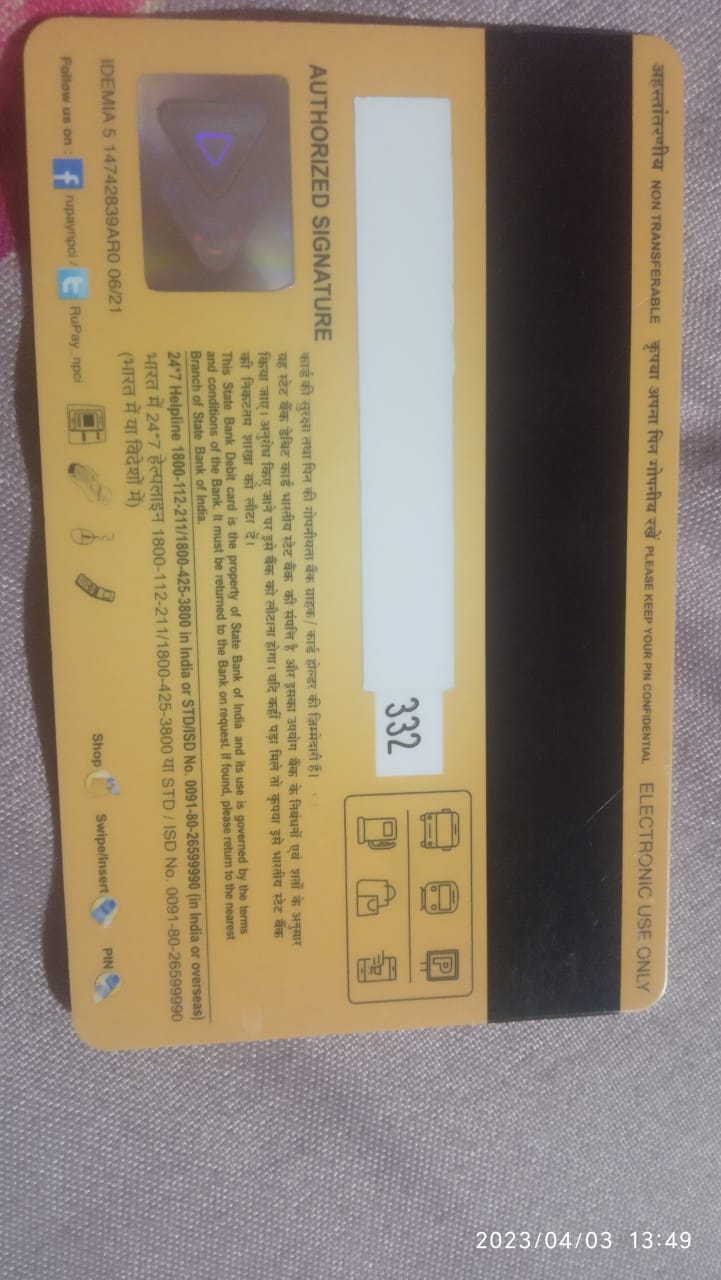 अहस्तांतरणीय NON TRANSFERABLE कृपया अपना पिन गोपनीय रखें PLEASE KEEP YOUR PIN CONFIDENTIAL ELECTRONIC USE ONLY
332
AUTHORIZED SIGNATURE
कार्ड की सुरक्षा तथा पिन की गोपनीयता बैंक ग्राहक/ कार्ड होल्डर की जिम्मेदारी है।
यह स्टेट बैंक डेबिट कार्ड भारतीय स्टेट बैंक की संपत्ति है और इसका उपयोग बैंक के निबंधनों एवं शर्तों के अनुसार
किया जाए। अनुरोध किए जाने पर इसे बैंक को लौटाना होगा। यदि कहीं पड़ा मिले तो कृपया इसे भारतीय स्टेट बैंक
की निकटतम शाखा को लौटा दें।
This State Bank Debit card is the property of State Bank of India and its use is governed by the terms
and conditions of the Bank. It must be returned to the Bank on request. If found, please return to the nearest
Branch of State Bank of India.
24*7 Helpline 1800-112-211/1800-425-3800 in India or STD/ISD No. 0091-80-26599990 (in India or overseas)
भारत में 24*7 हेल्पलाइन 1800-112-211/1800-425-3800 या STD / ISD No. 0091-80-26599990
(भारत में या विदेशों में)
IDEMIA 5 14742839AR0 06/21
Follow us on : rupaynpci / RuPay_npci
Shop Swipe/Insert PIN
2023/04/03 13:49